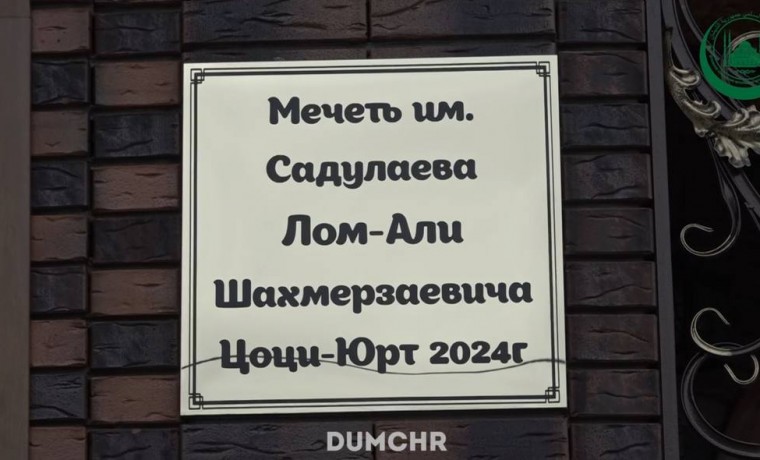 Мечеть им.
Садулаева
Лом-Али
Шахмерзаевича
Цоци-Юрт 2024г
DUMCHR